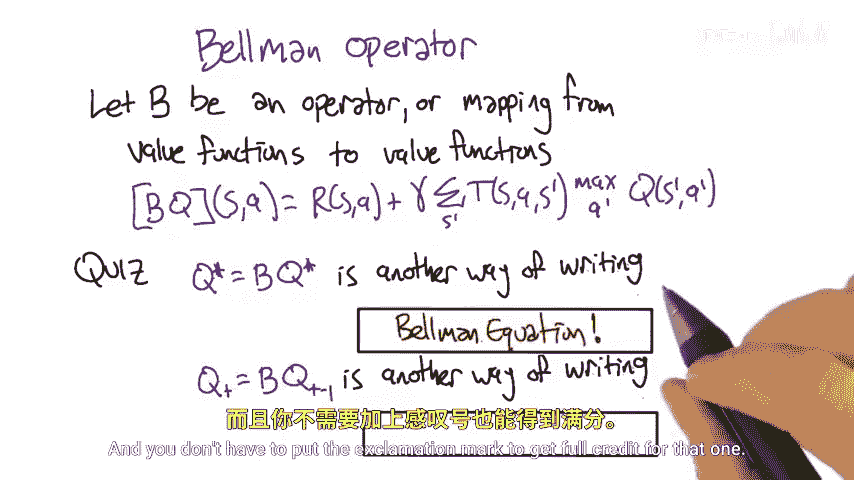 Bellman operator
Let B be an operator, or mapping from
value functions to value functions
[BQ](s,a) = R(s,a) + γ Σ_s' T(s,a,s') max_a' Q(s',a')
Quiz Q* = BQ* is another way of writing
Bellman Equation!
Q_t = BQ_t-1 is another way of writing
而且你不需要加上感叹号也能得到满分。
And you don't have to put the exclamation mark to get full credit for that one.